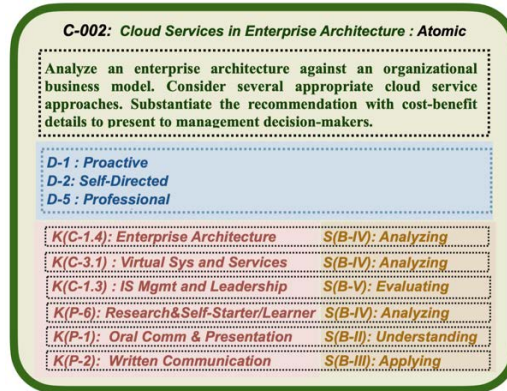 C-002: Cloud Services in Enterprise Architecture : Atomic
Analyze an enterprise architecture against an organizational
business model. Consider several appropriate cloud service
approaches. Substantiate the recommendation with cost-benefit
details to present to management decision-makers.
D-1 : Proactive
D-2: Self-Directed
D-5 : Professional
K(C-1.4): Enterprise Architecture S(B-IV): Analyzing
K(C-3.1) : Virtual Sys and Services S(B-IV): Analyzing
K(C-1.3) : IS Mgmt and Leadership S(B-V): Evaluating
K(P-6): Research&Self-Starter/Learner S(B-IV): Analyzing
K(P-1): Oral Comm & Presentation S(B-II): Understanding
K(P-2): Written Communication S(B-III): Applying